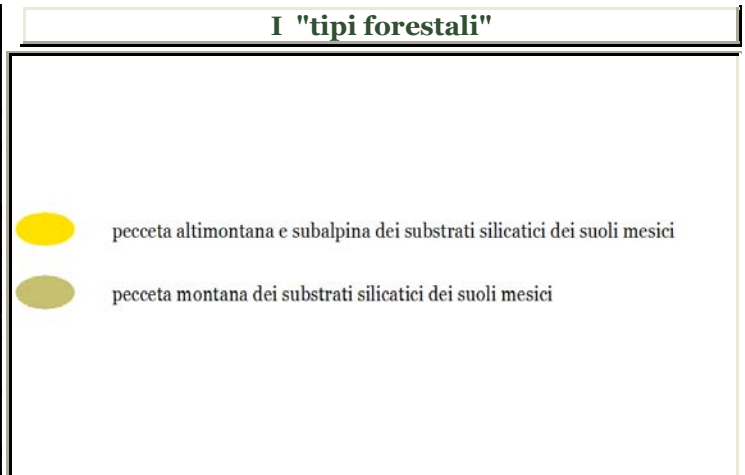 I "tipi forestali"
pecceta altimontana e subalpina dei substrati silicatici dei suoli mesici
pecceta montana dei substrati silicatici dei suoli mesici